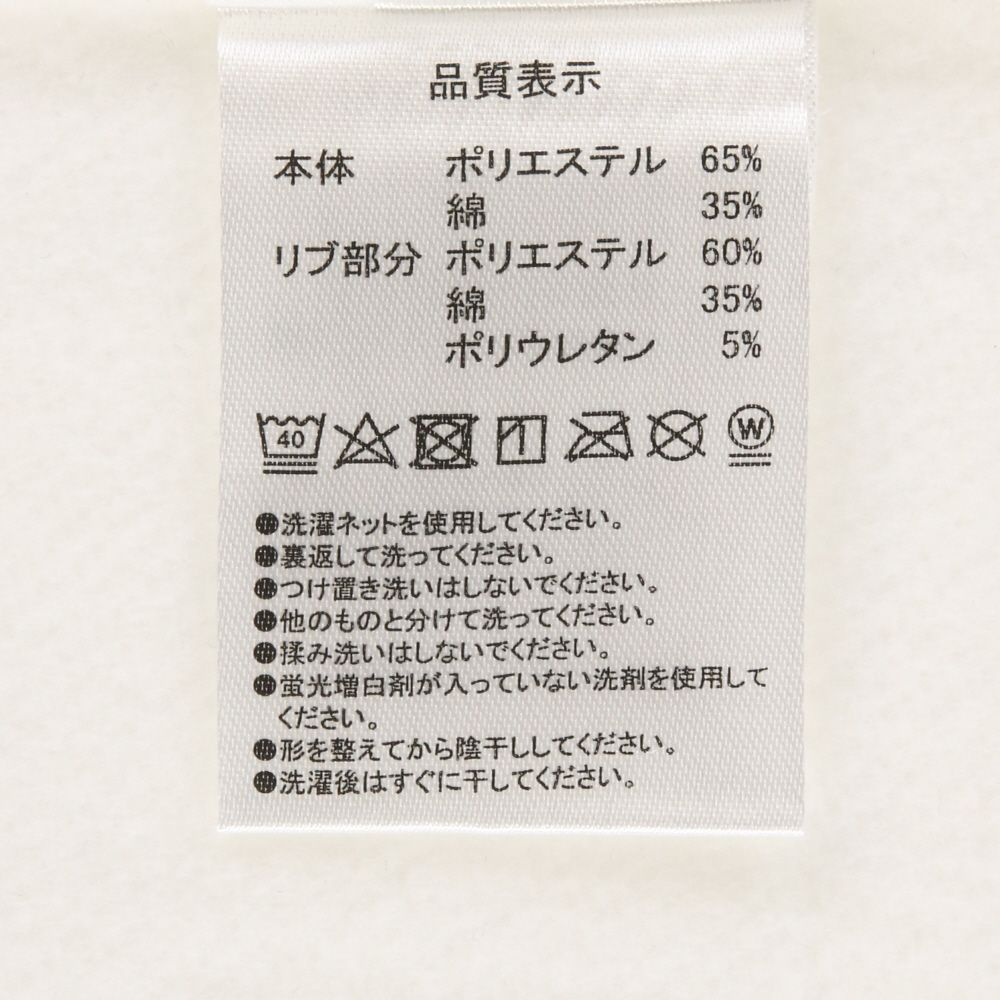 品質表示
本体 ポリエステル 65%
綿 35%
リブ部分 ポリエステル 60%
綿 35%
ポリウレタン 5%
40 W
●洗濯ネットを使用してください。
●裏返して洗ってください。
●つけ置き洗いはしないでください。
●他のものと分けて洗ってください。
●揉み洗いはしないでください。
●蛍光増白剤が入っていない洗剤を使用して
ください。
●形を整えてから陰干ししてください。
●洗濯後はすぐに干してください。